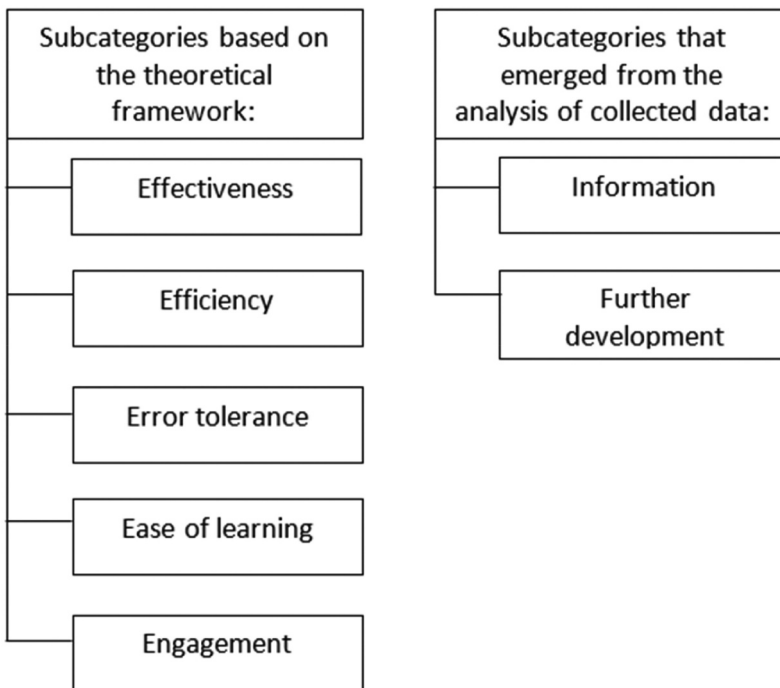 Subcategories based on
the theoretical
framework:
Effectiveness
Efficiency
Error tolerance
Ease of learning
Engagement
Subcategories that
emerged from the
analysis of collected data:
Information
Further
development